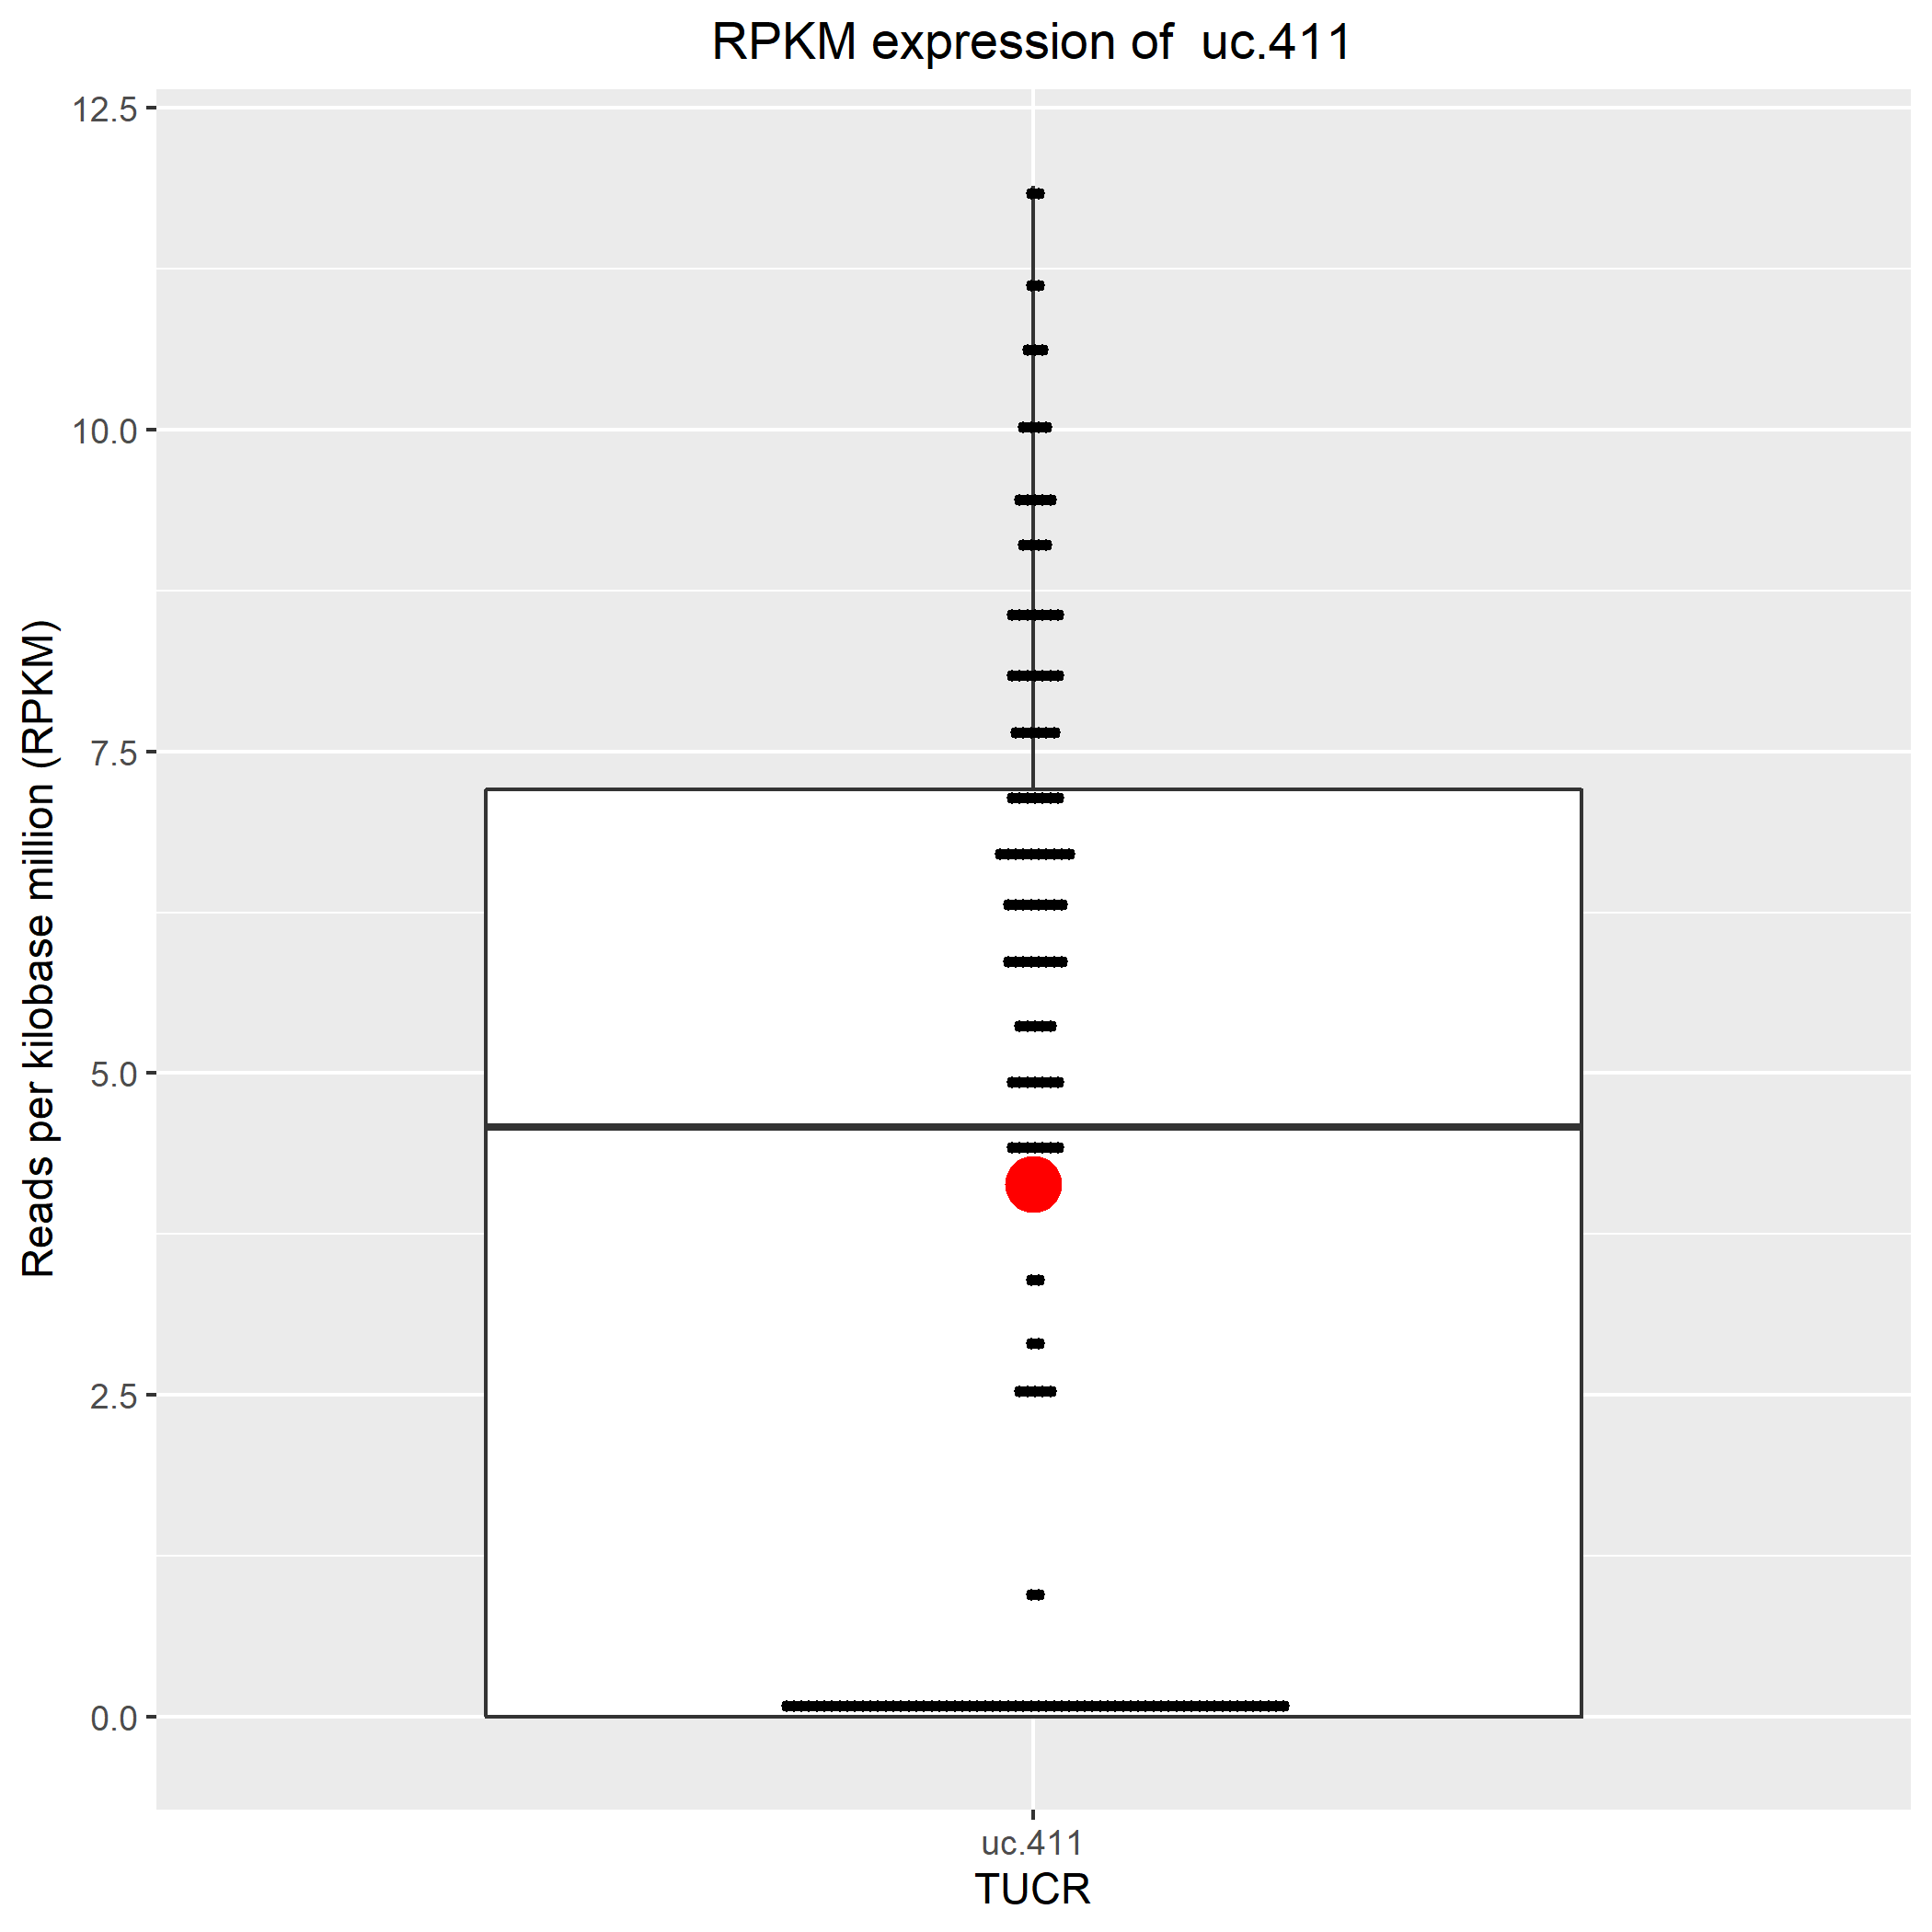 RPKM expression of  uc.411
12.5
10.0
7.5
5.0
2.5
0.0
Reads per kilobase million (RPKM)
uc.411
TUCR